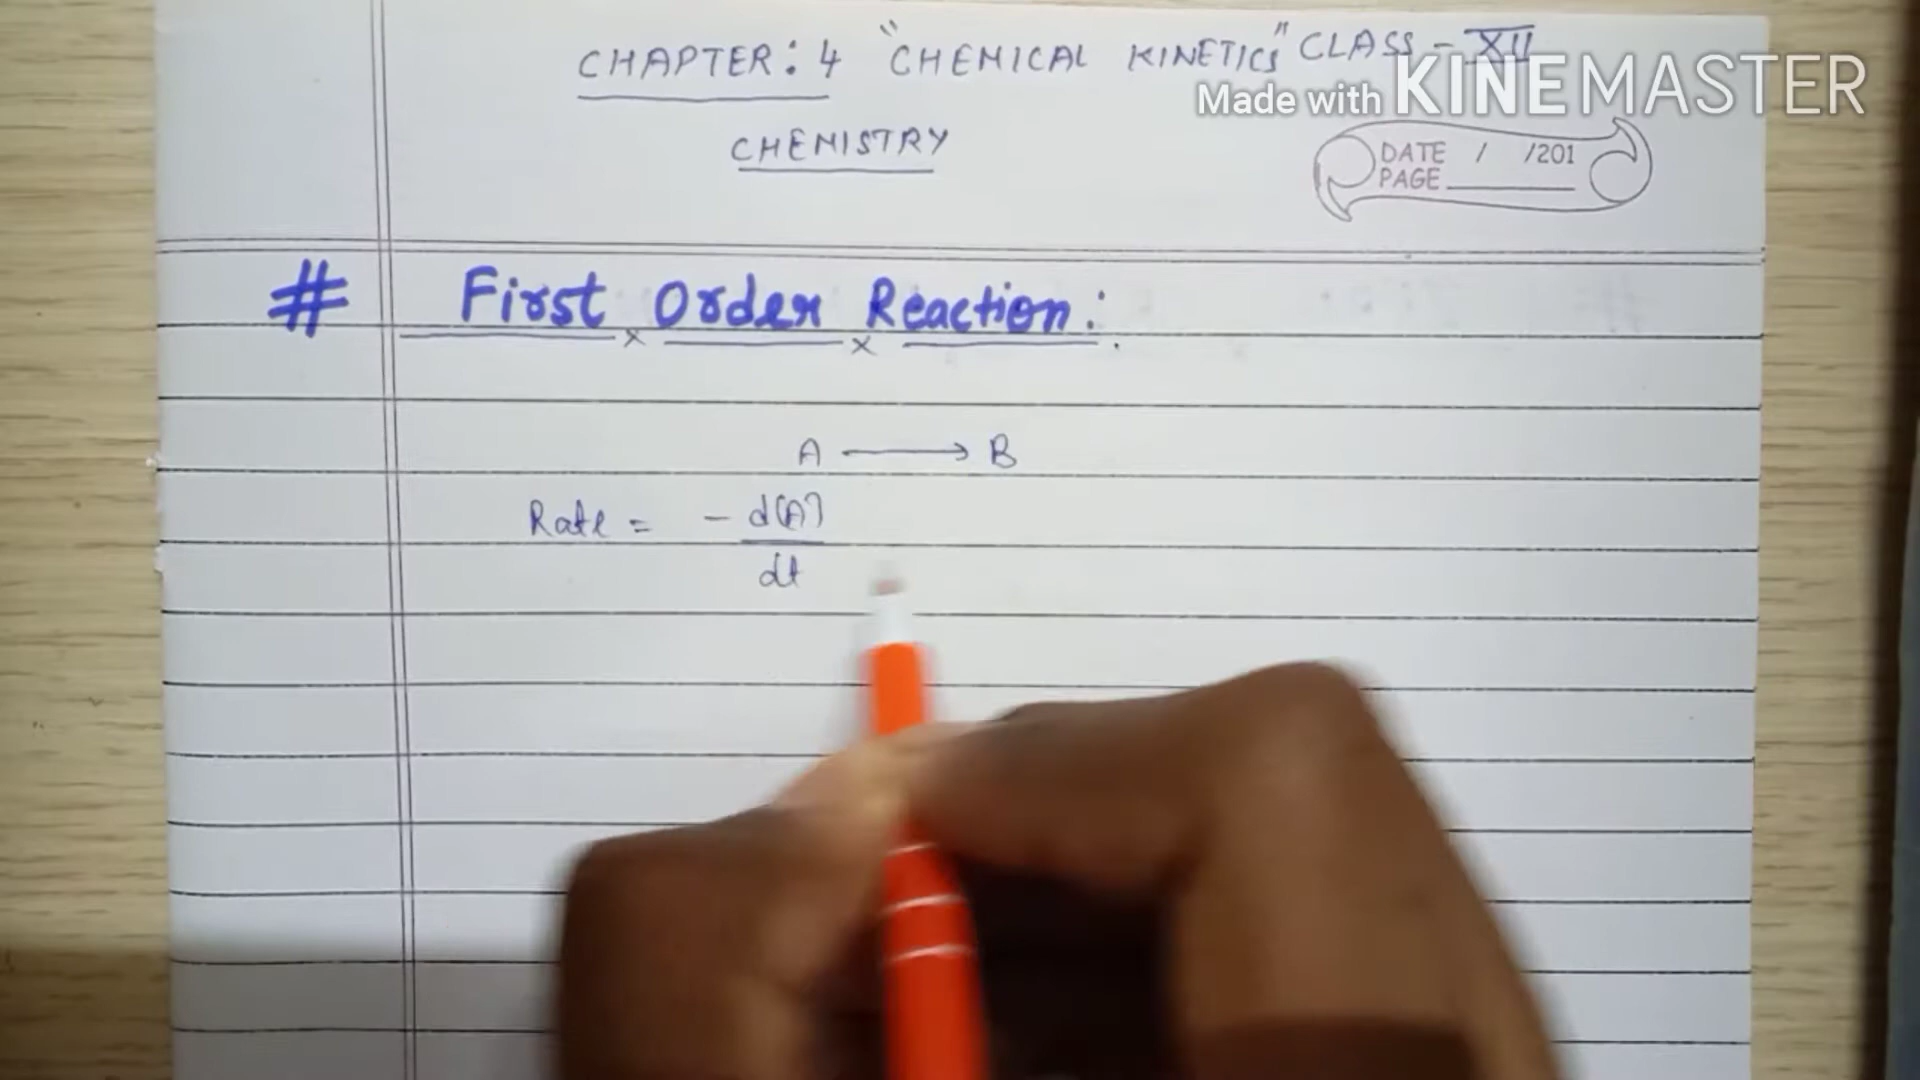 CHAPTER: 4 "CHEMICAL KINETICS" CLASS - XII
Made with KINEMASTER
CHEMISTRY
DATE / /201
PAGE
# First Order Reaction:
A → B
Rate = - d[A]
dt